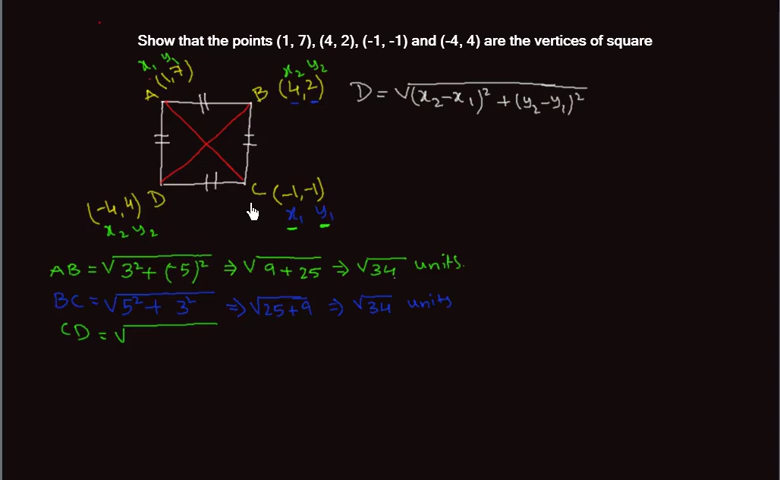 Show that the points (1, 7), (4, 2), (-1, -1) and (-4, 4) are the vertices of square
x₁ y₁
x₂ y₂
A (1,7)
B (4,2)
D = √(x₂-x₁)² + (y₂-y₁)²
(-4,4) D
C (-1,-1)
x₂ y₂
x₁ y₁
AB = √3² + (-5)² ⇒ √9 + 25 ⇒ √34 units.
BC = √5² + 3² ⇒ √25+9 ⇒ √34 units
CD = √